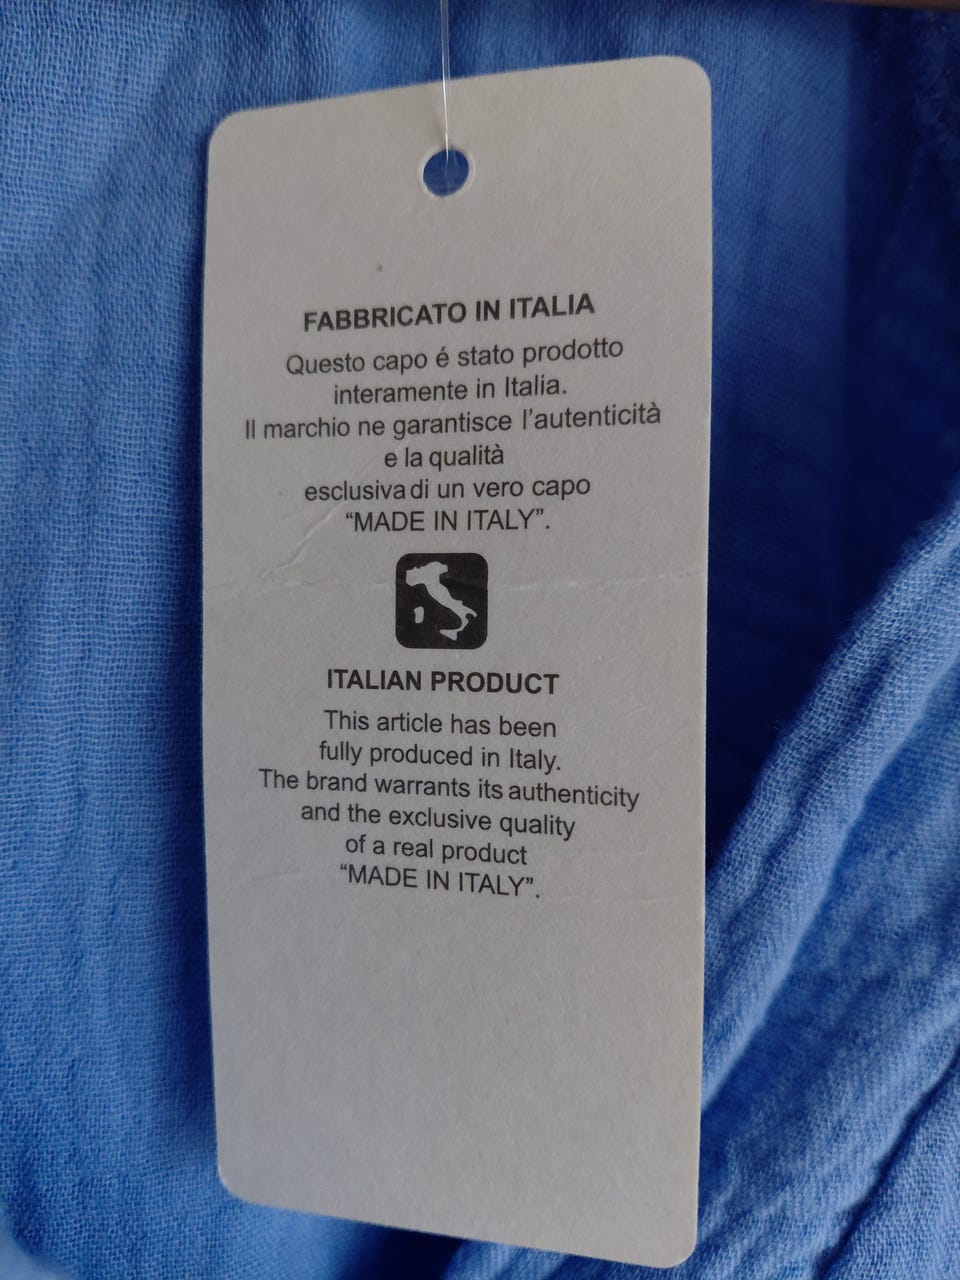 FABBRICATO IN ITALIA
Questo capo é stato prodotto
interamente in Italia.
Il marchio ne garantisce l'autenticità
e la qualità
esclusiva di un vero capo
“MADE IN ITALY”.
ITALIAN PRODUCT
This article has been
fully produced in Italy.
The brand warrants its authenticity
and the exclusive quality
of a real product
“MADE IN ITALY”.